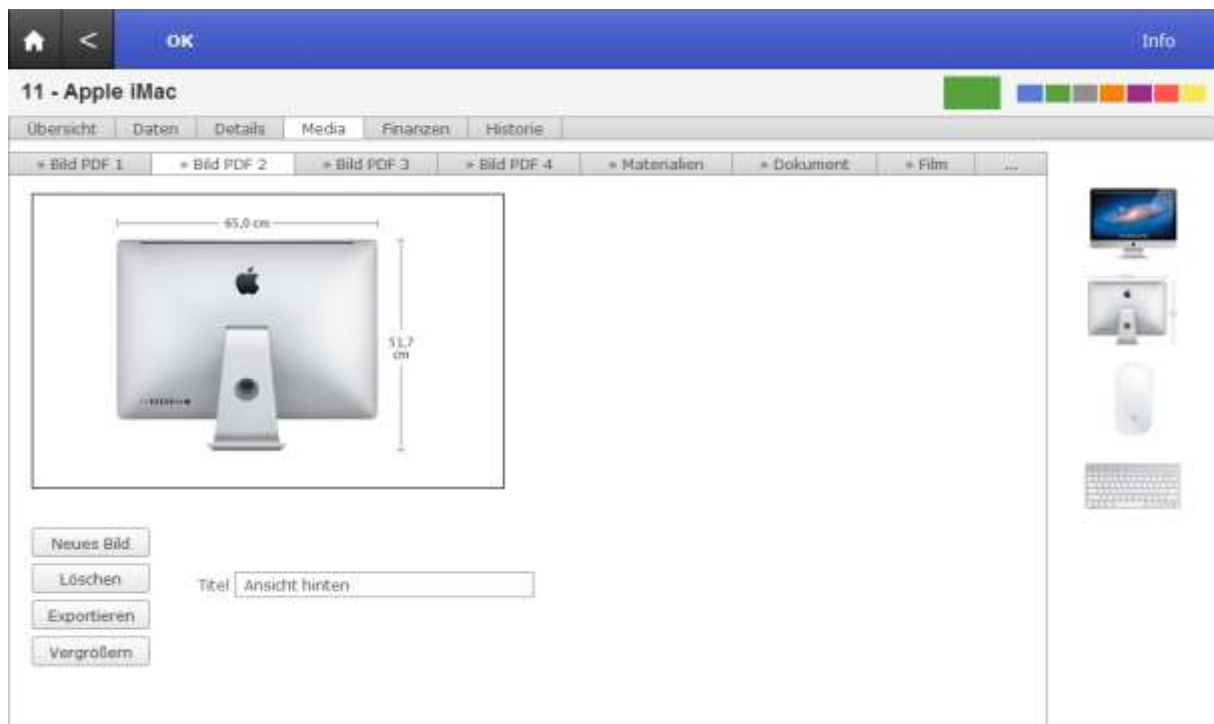 < OK Info
11 - Apple iMac
Übersicht Daten Details Media Finanzen Historie
» Bild PDF 1 » Bild PDF 2 » Bild PDF 3 » Bild PDF 4 » Materialien » Dokument » Film ...
65,0 cm
51,7
cm
Neues Bild
Löschen
Titel Ansicht hinten
Exportieren
Vergrößern